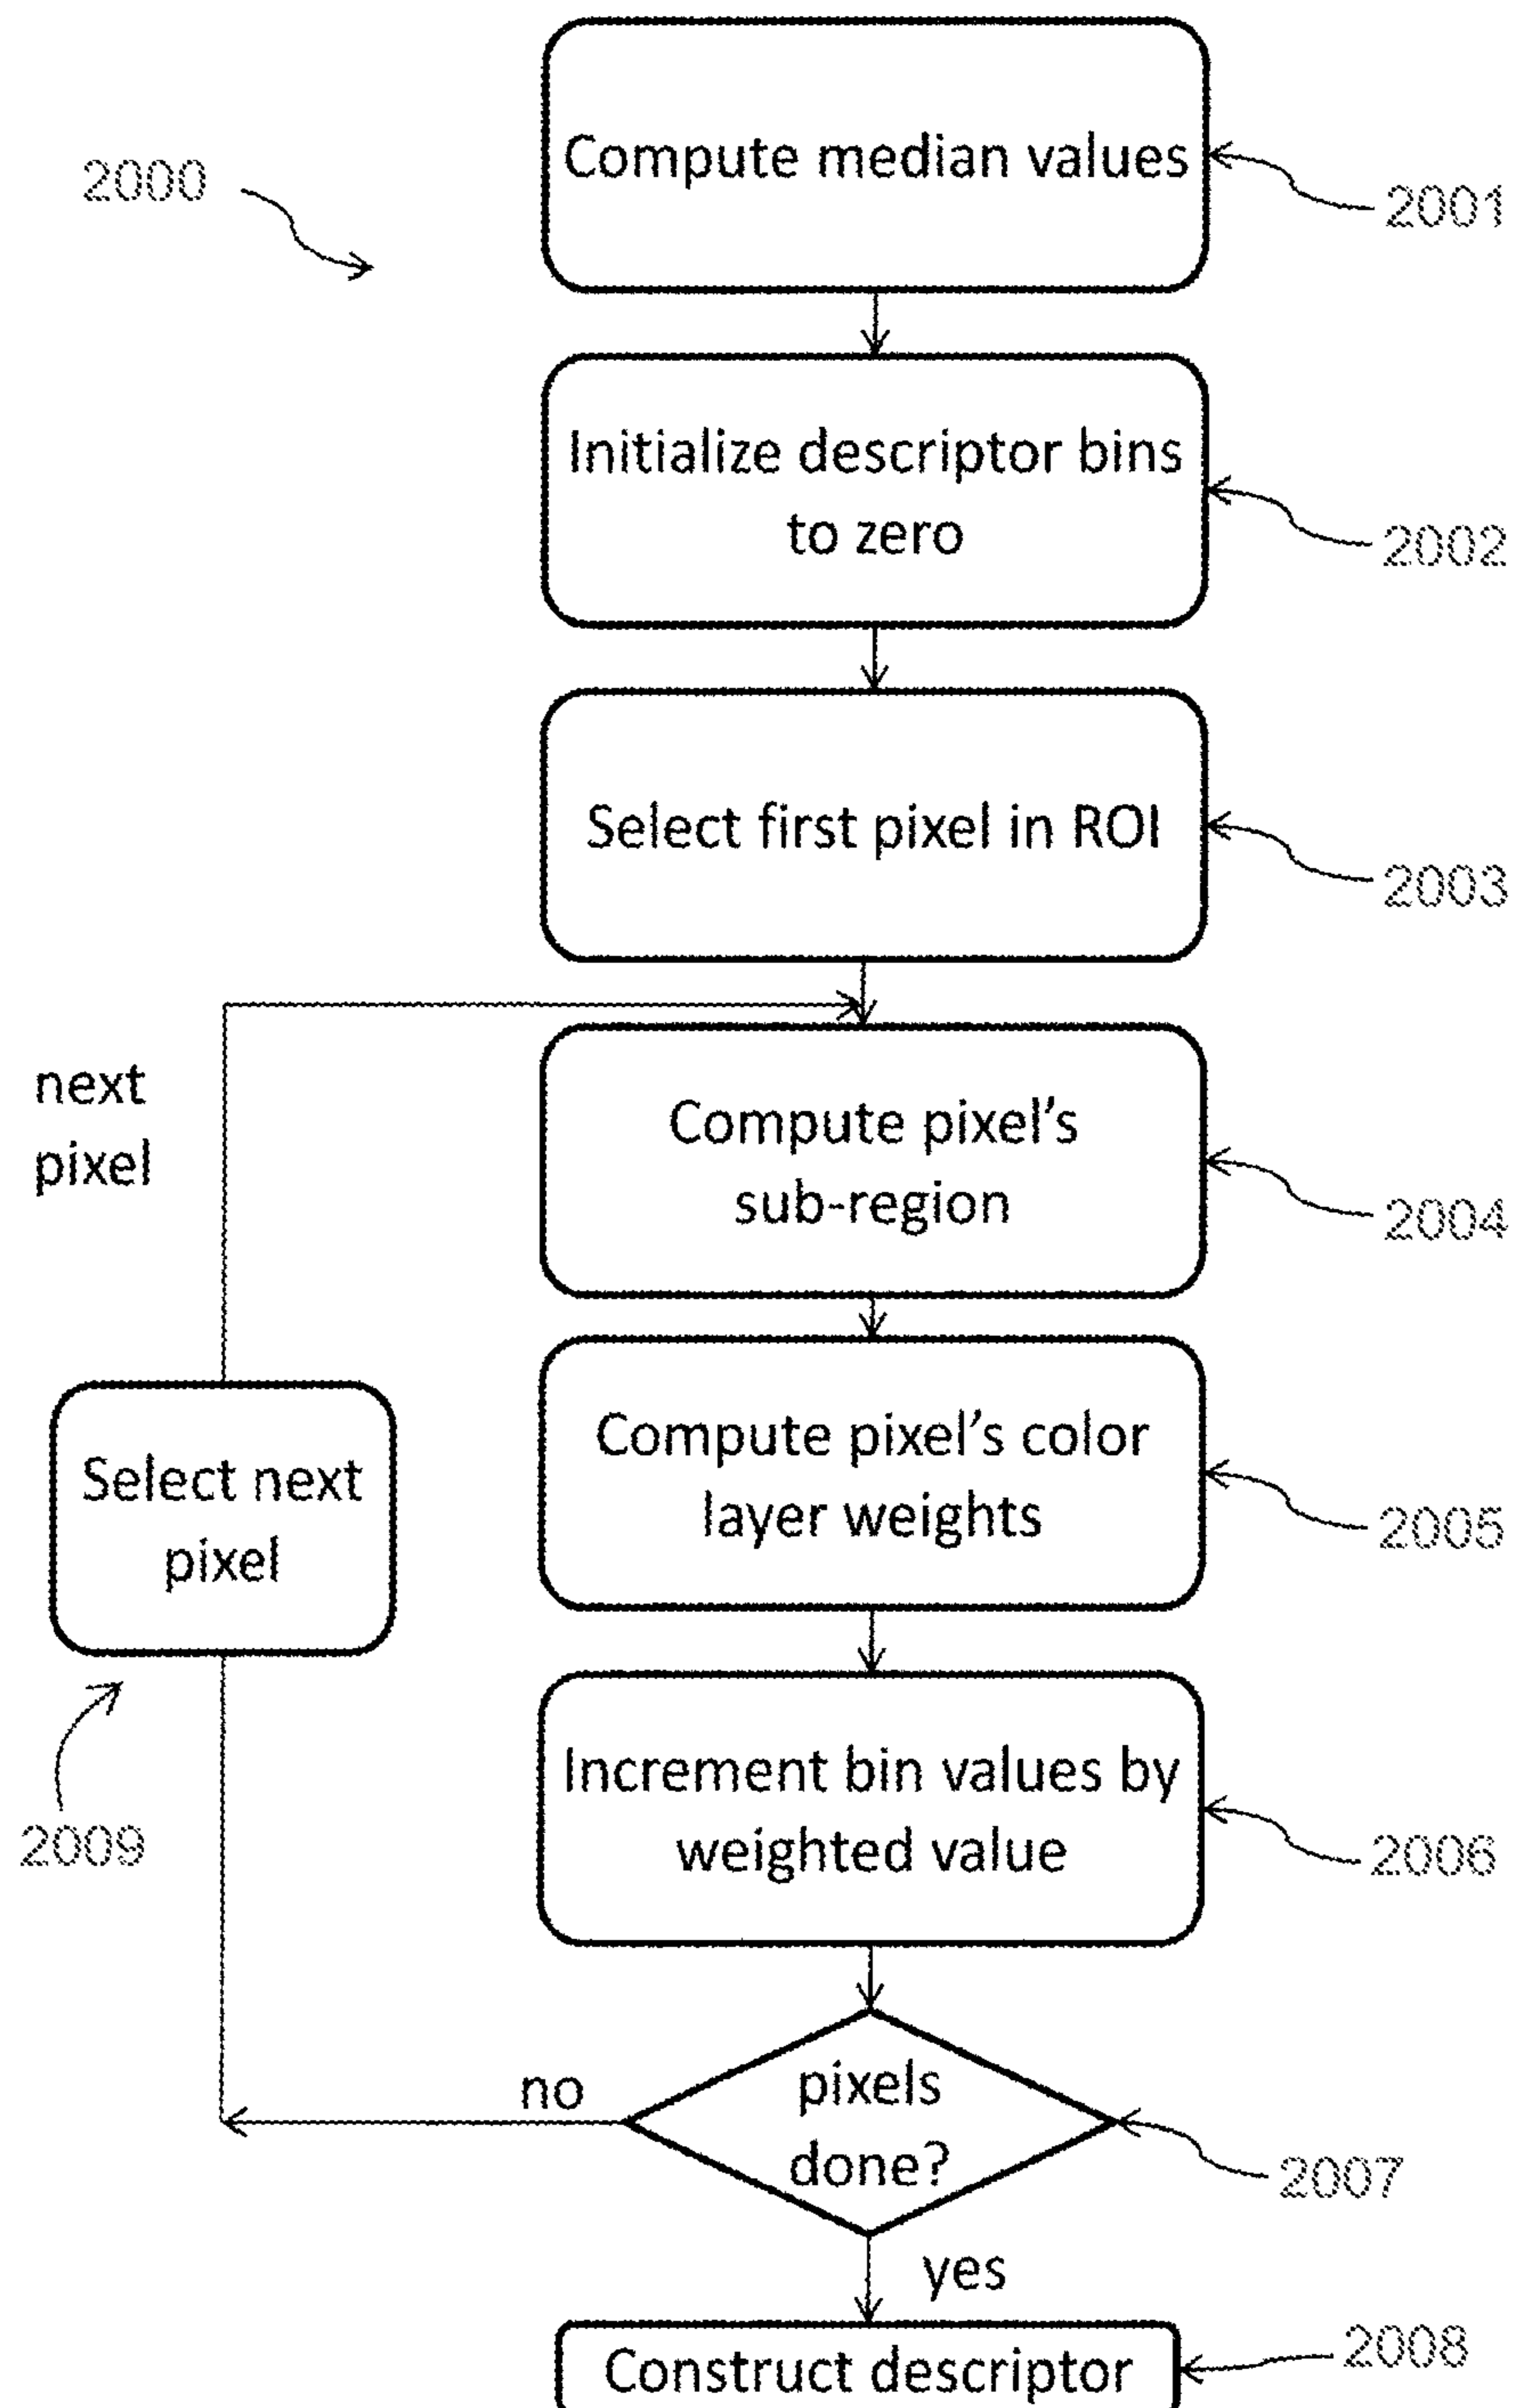 2000
Compute median values
2001
Initialize descriptor bins
to zero
2002
Select first pixel in ROI
2003
next
pixel
Compute pixel's
sub-region
2004
Compute pixel's color
layer weights
2005
Select next
pixel
2009
Increment bin values by
weighted value
2006
no
pixels
done?
2007
yes
Construct descriptor
2008